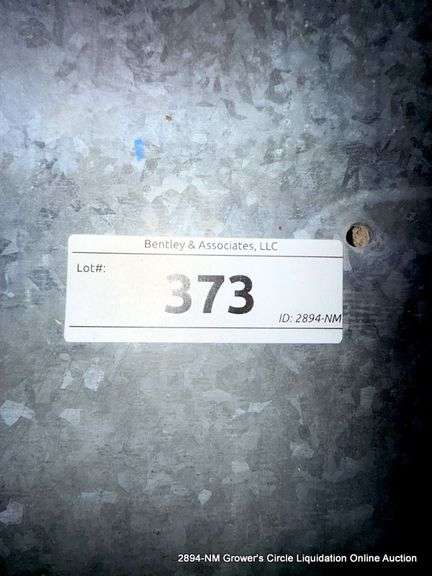 Bentley & Associates, LLC
Lot#:
373
ID: 2894-NM
2894-NM Grower's Circle Liquidation Online Auction